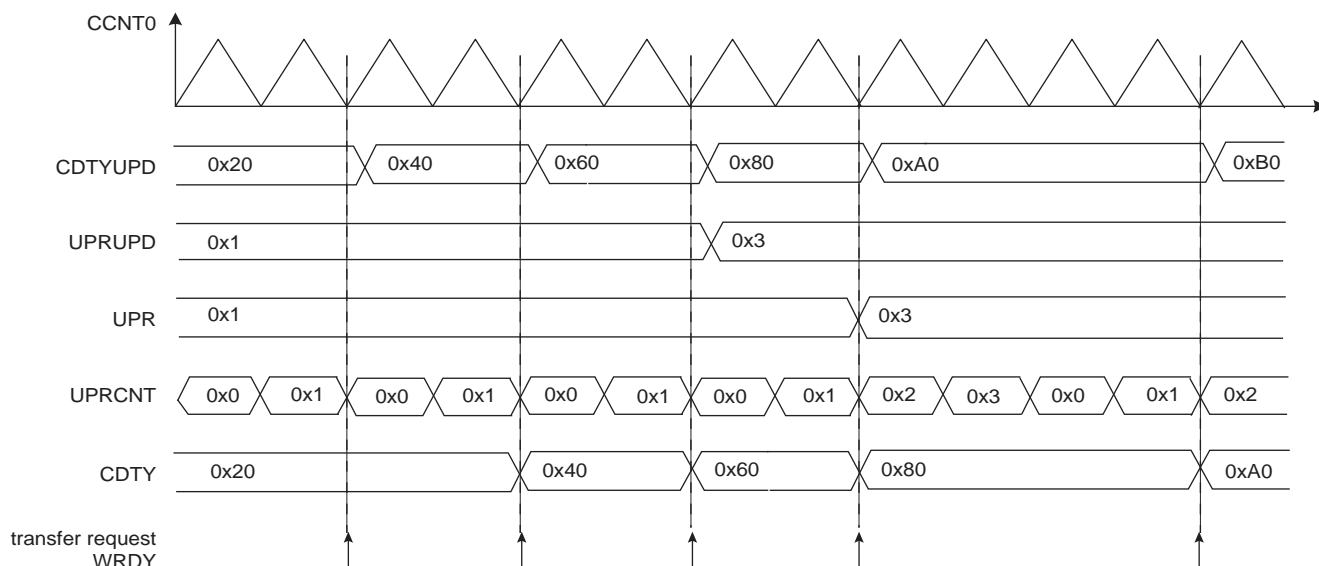 CCNT0
CDTYUPD 0x20 0x40 0x60 0x80 0xA0 0xB0
UPRUPD 0x1 0x3
UPR 0x1 0x3
UPRCNT 0x0 0x1 0x0 0x1 0x0 0x1 0x0 0x1 0x2 0x3 0x0 0x1 0x2
CDTY 0x20 0x40 0x60 0x80 0xA0
transfer request
WRDY